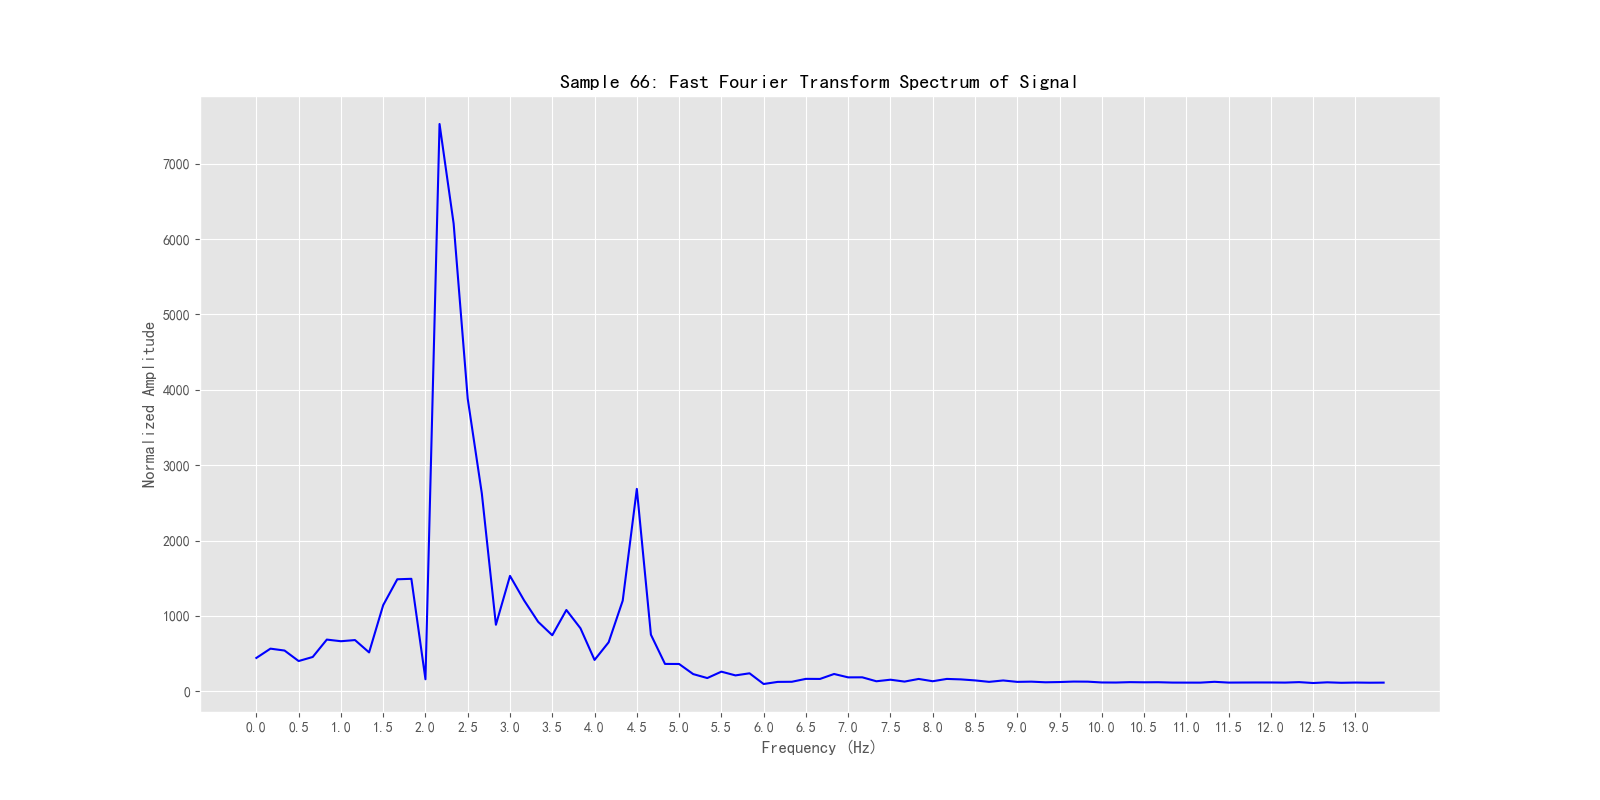 Sample 66: Fast Fourier Transform Spectrum of Signal
Normalized Amplitude
7000
6000
5000
4000
3000
2000
1000
0
0.0 0.5 1.0 1.5 2.0 2.5 3.0 3.5 4.0 4.5 5.0 5.5 6.0 6.5 7.0 7.5 8.0 8.5 9.0 9.5 10.0 10.5 11.0 11.5 12.0 12.5 13.0
Frequency (Hz)